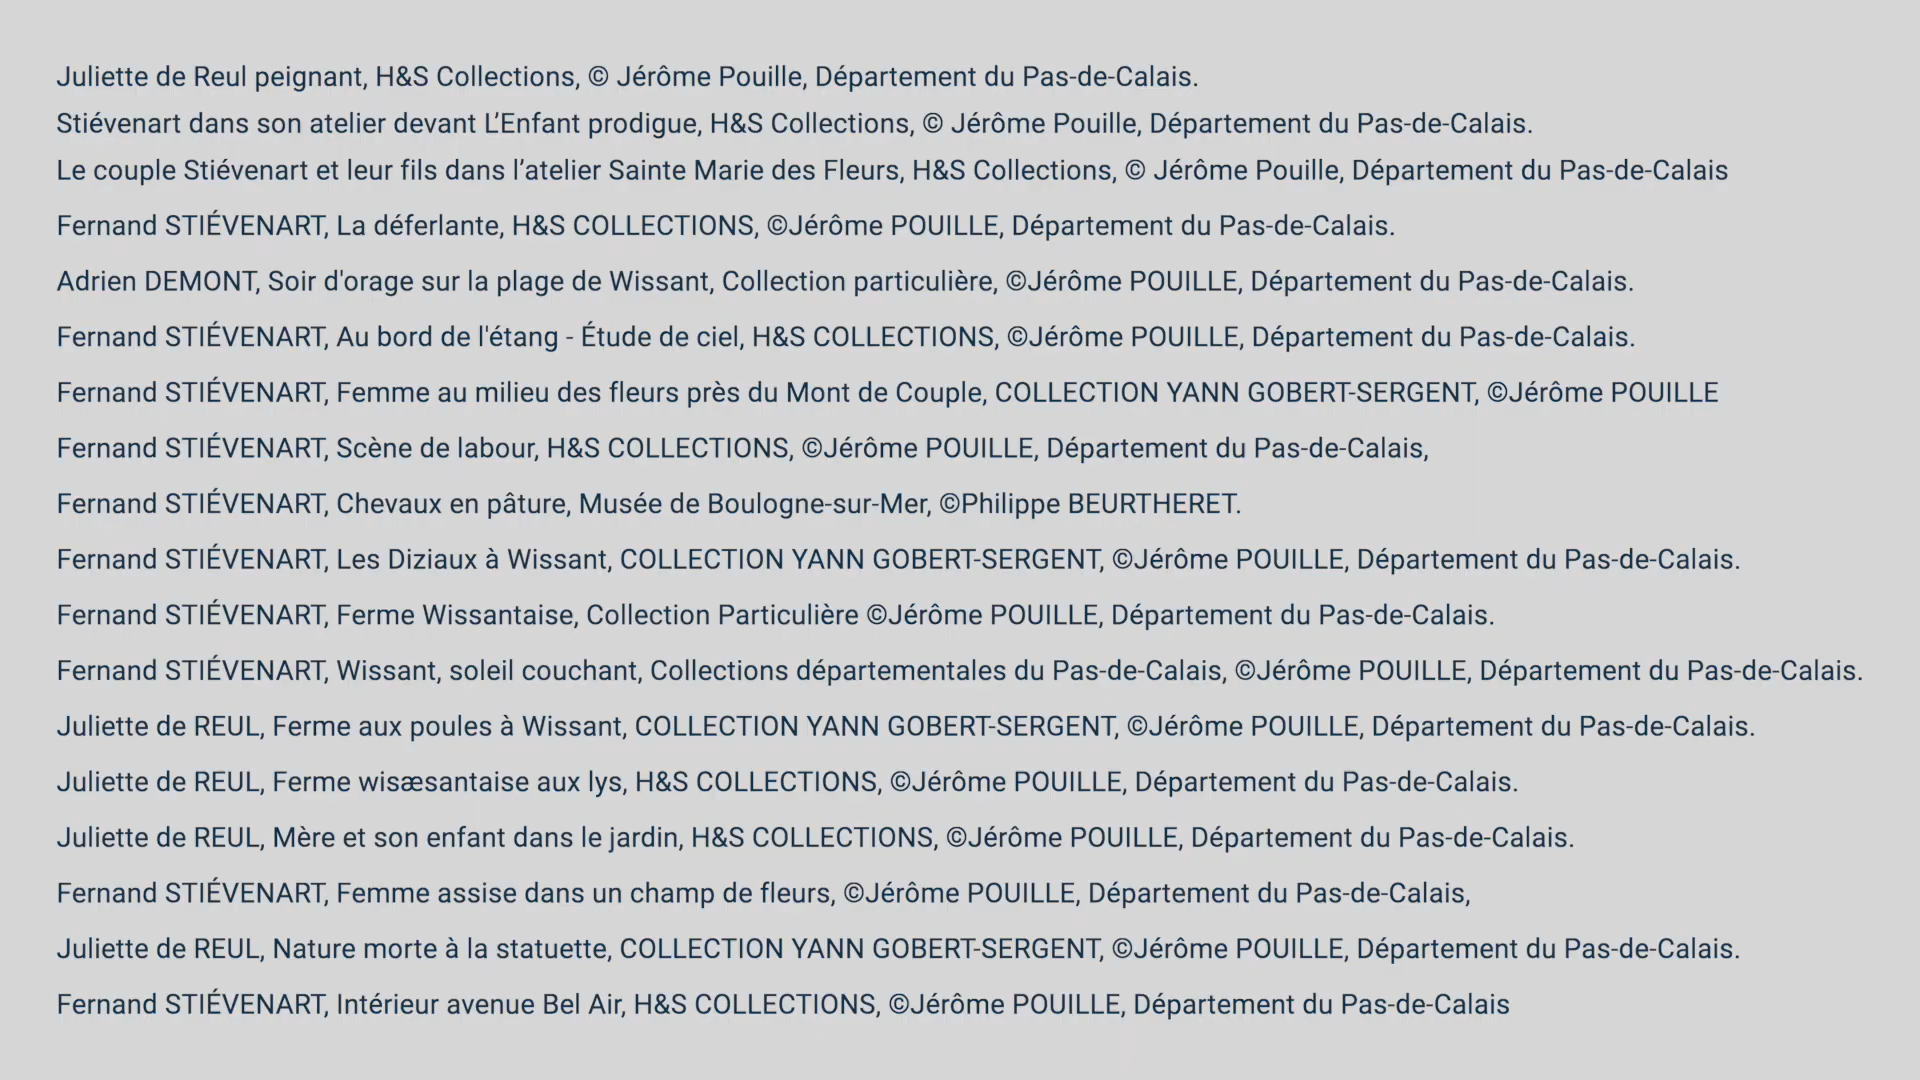 Juliette de Reul peignant, H&S Collections, © Jérôme Pouille, Département du Pas-de-Calais.
Stiévenart dans son atelier devant L’Enfant prodigue, H&S Collections, © Jérôme Pouille, Département du Pas-de-Calais.
Le couple Stiévenart et leur fils dans l’atelier Sainte Marie des Fleurs, H&S Collections, © Jérôme Pouille, Département du Pas-de-Calais
Fernand STIÉVENART, La déferlante, H&S COLLECTIONS, ©Jérôme POUILLE, Département du Pas-de-Calais.
Adrien DEMONT, Soir d'orage sur la plage de Wissant, Collection particulière, ©Jérôme POUILLE, Département du Pas-de-Calais.
Fernand STIÉVENART, Au bord de l'étang - Étude de ciel, H&S COLLECTIONS, ©Jérôme POUILLE, Département du Pas-de-Calais.
Fernand STIÉVENART, Femme au milieu des fleurs près du Mont de Couple, COLLECTION YANN GOBERT-SERGENT, ©Jérôme POUILLE
Fernand STIÉVENART, Scène de labour, H&S COLLECTIONS, ©Jérôme POUILLE, Département du Pas-de-Calais,
Fernand STIÉVENART, Chevaux en pâture, Musée de Boulogne-sur-Mer, ©Philippe BEURTHERET.
Fernand STIÉVENART, Les Diziaux à Wissant, COLLECTION YANN GOBERT-SERGENT, ©Jérôme POUILLE, Département du Pas-de-Calais.
Fernand STIÉVENART, Ferme Wissantaise, Collection Particulière ©Jérôme POUILLE, Département du Pas-de-Calais.
Fernand STIÉVENART, Wissant, soleil couchant, Collections départementales du Pas-de-Calais, ©Jérôme POUILLE, Département du Pas-de-Calais.
Juliette de REUL, Ferme aux poules à Wissant, COLLECTION YANN GOBERT-SERGENT, ©Jérôme POUILLE, Département du Pas-de-Calais.
Juliette de REUL, Ferme wisæsantaise aux lys, H&S COLLECTIONS, ©Jérôme POUILLE, Département du Pas-de-Calais.
Juliette de REUL, Mère et son enfant dans le jardin, H&S COLLECTIONS, ©Jérôme POUILLE, Département du Pas-de-Calais.
Fernand STIÉVENART, Femme assise dans un champ de fleurs, ©Jérôme POUILLE, Département du Pas-de-Calais,
Juliette de REUL, Nature morte à la statuette, COLLECTION YANN GOBERT-SERGENT, ©Jérôme POUILLE, Département du Pas-de-Calais.
Fernand STIÉVENART, Intérieur avenue Bel Air, H&S COLLECTIONS, ©Jérôme POUILLE, Département du Pas-de-Calais